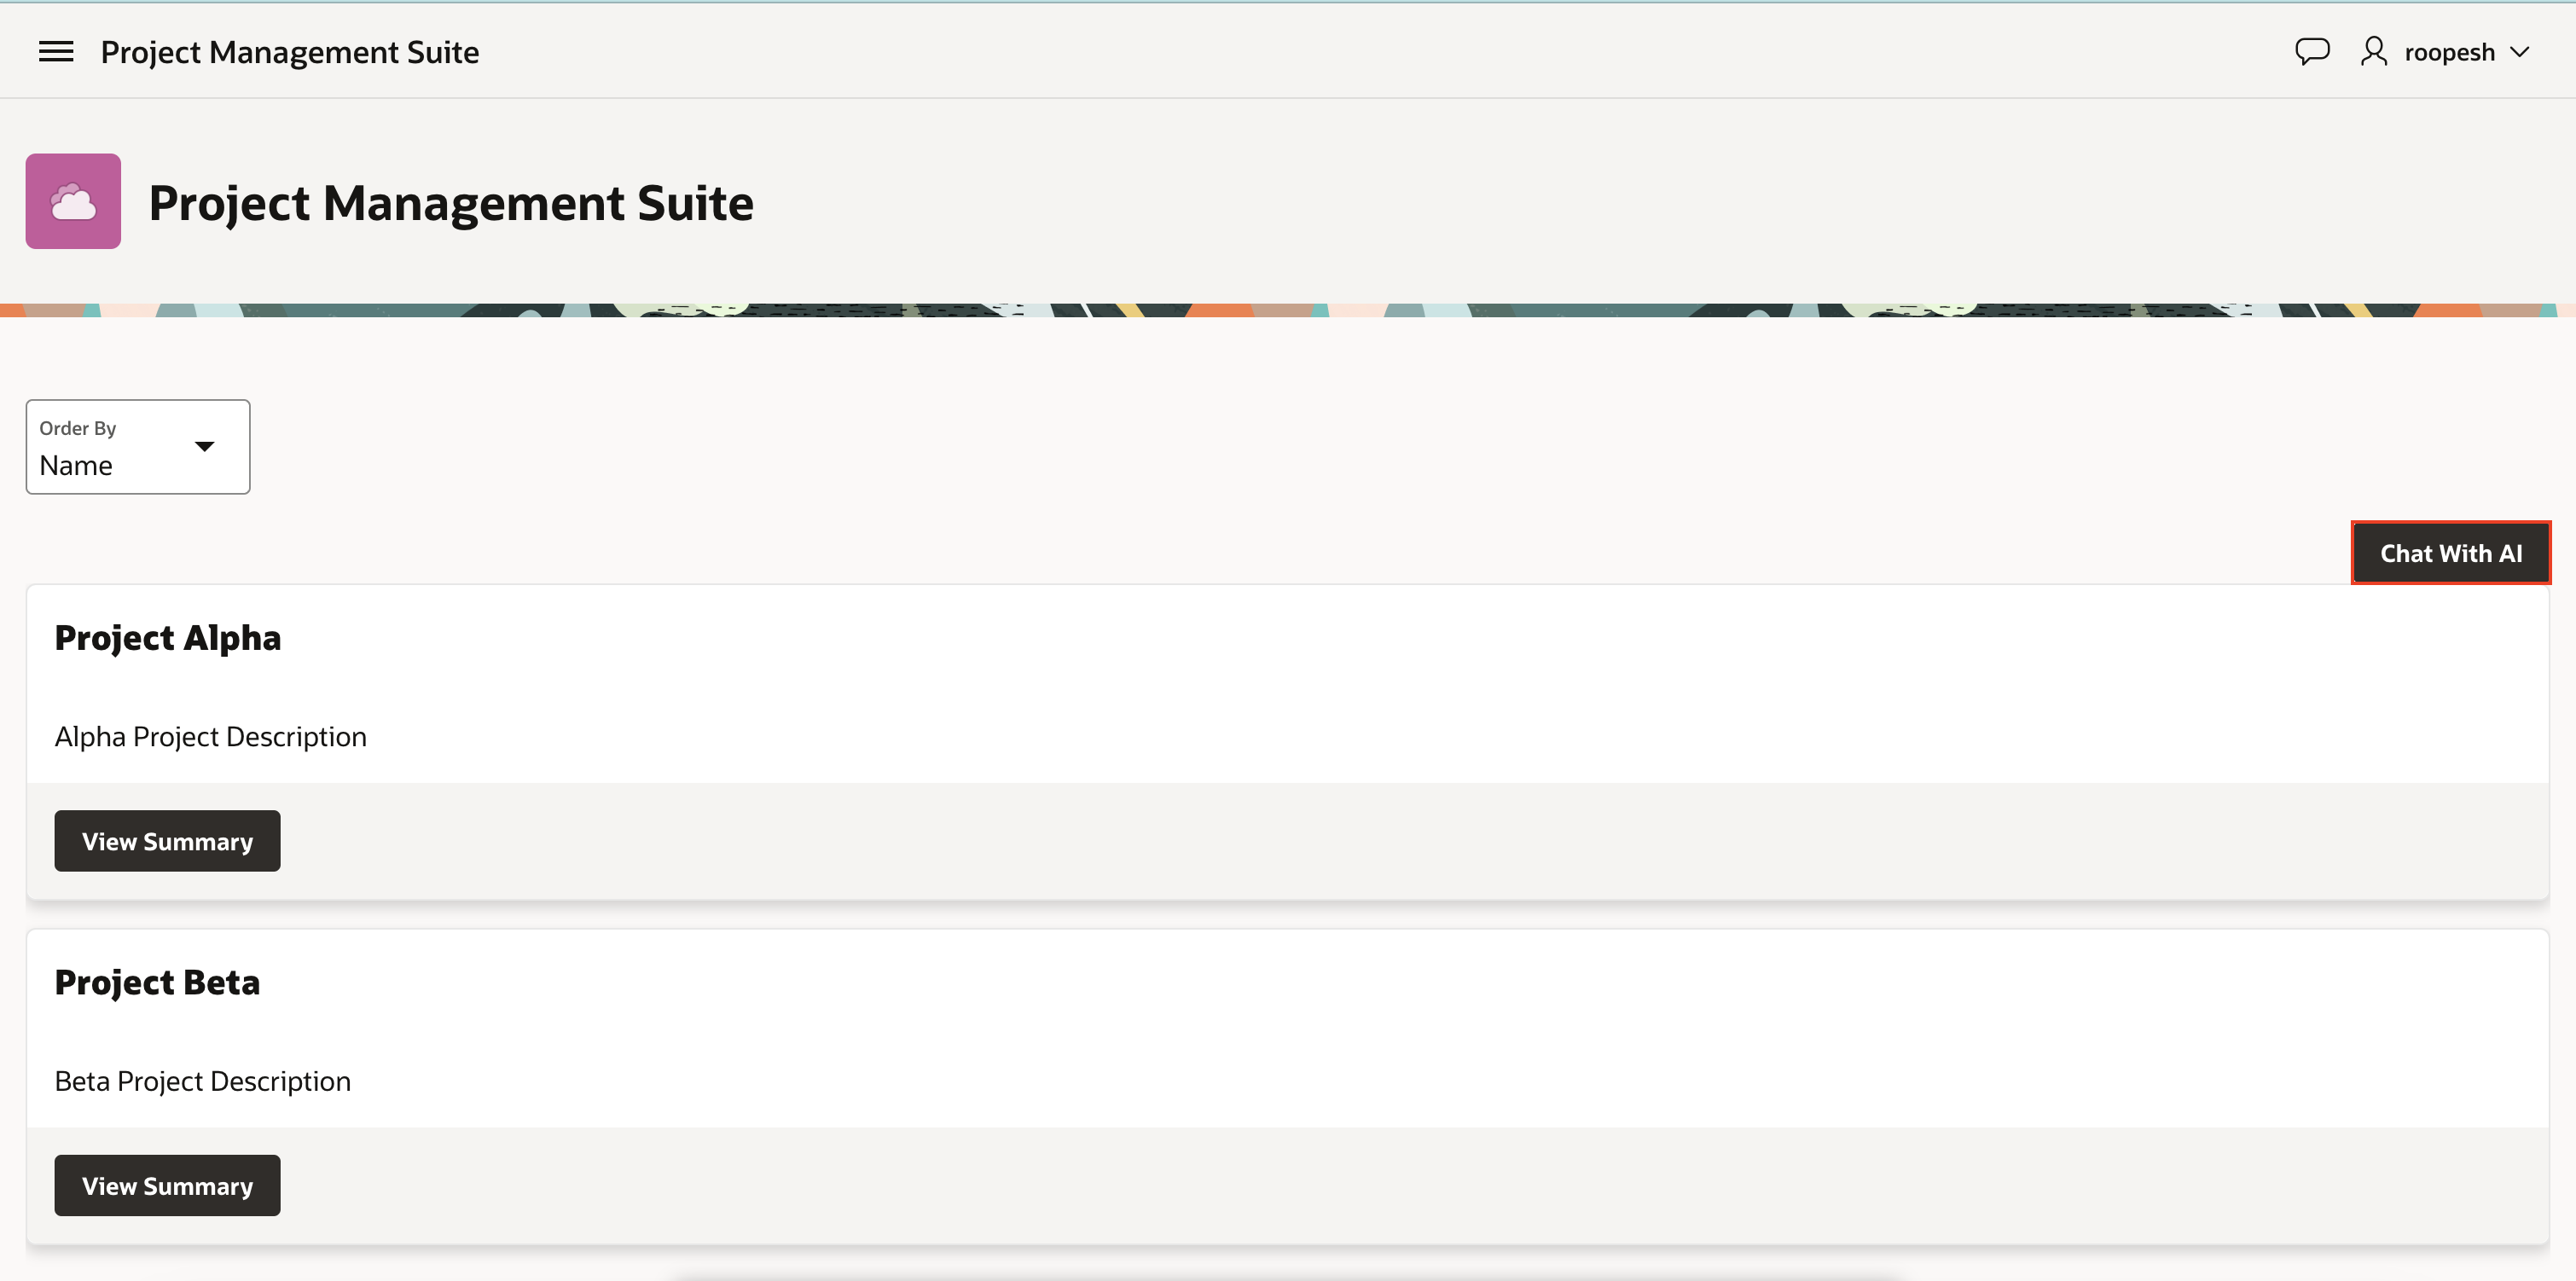 Project Management Suite
roopesh
Project Management Suite
Order By
Name
Chat With AI
Project Alpha
Alpha Project Description
View Summary
Project Beta
Beta Project Description
View Summary